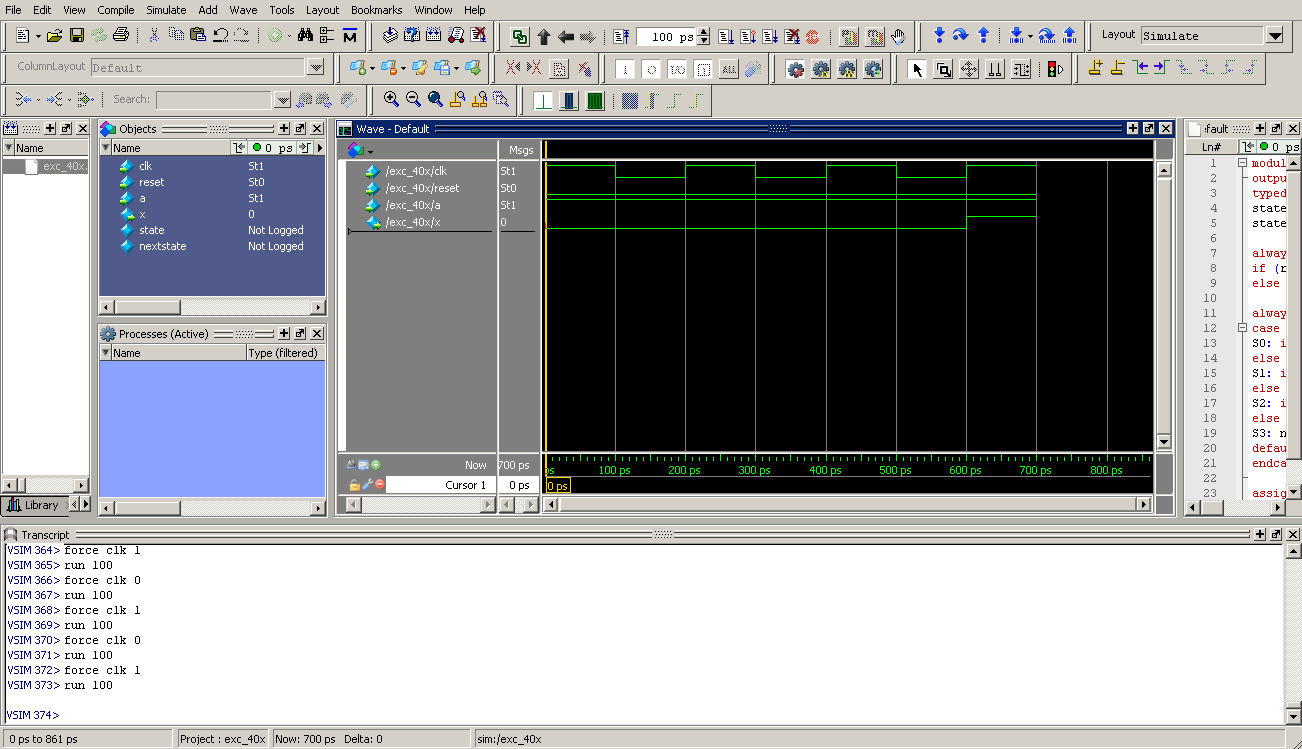 File Edit View Compile Simulate Add Wave Tools Layout Bookmarks Window Help
100 ps
Layout Simulate
ColumnLayout Default
Search:
Objects
Wave - Default
fault
Name
Name
0 ps
Msgs
Ln#
0 ps
exc_40x
clk St1
reset St0
a St1
x 0
state Not Logged
nextstate Not Logged
/exc_40x/clk St1
/exc_40x/reset St0
/exc_40x/a St1
/exc_40x/x 0
1 modul
2 output
3 typed
4 state
5 state
6
7 alway
8 if (r
9 else
10
11 alway
12 case
13 S0: i
14 else
15 S1: i
16 else
17 S2: i
18 else
19 S3: n
20 defau
21 endca
22
23 assig
Processes (Active)
Name Type (filtered)
Now 700 ps
Cursor 1 0 ps
ps 100 ps 200 ps 300 ps 400 ps 500 ps 600 ps 700 ps 800 ps
0 ps
Library
Transcript
VSIM 364> force clk 1
VSIM 365> run 100
VSIM 366> force clk 0
VSIM 367> run 100
VSIM 368> force clk 1
VSIM 369> run 100
VSIM 370> force clk 0
VSIM 371> run 100
VSIM 372> force clk 1
VSIM 373> run 100
VSIM 374>
0 ps to 861 ps
Project : exc_40x
Now: 700 ps Delta: 0
sim:/exc_40x